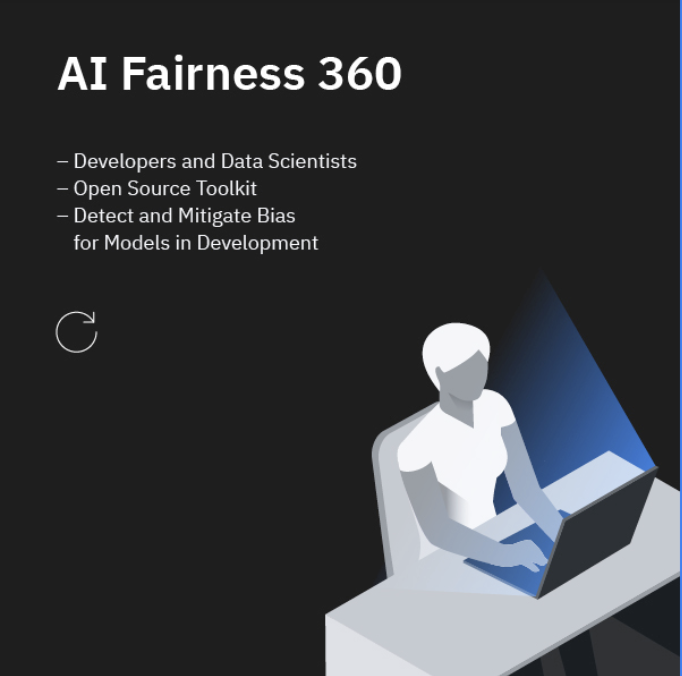 AI Fairness 360
– Developers and Data Scientists
– Open Source Toolkit
– Detect and Mitigate Bias
for Models in Development